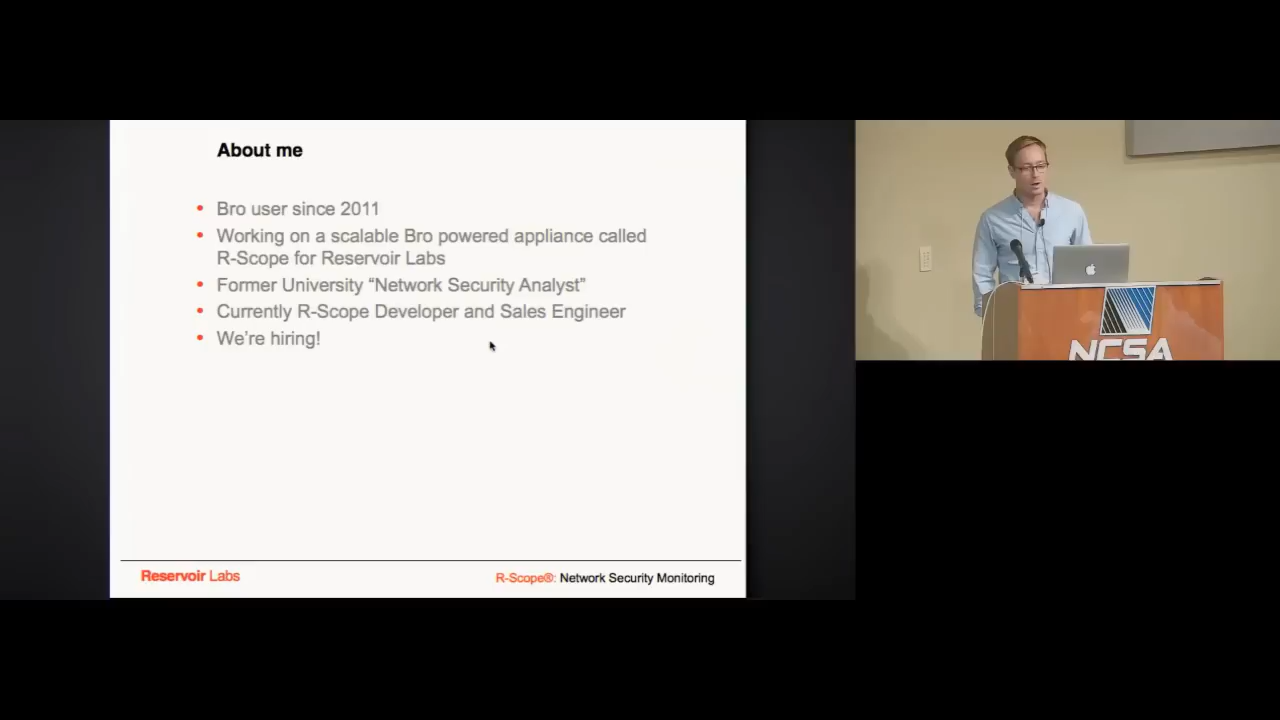 About me
• Bro user since 2011
• Working on a scalable Bro powered appliance called
R-Scope for Reservoir Labs
• Former University “Network Security Analyst”
• Currently R-Scope Developer and Sales Engineer
• We’re hiring!
Reservoir Labs
R-Scope®: Network Security Monitoring
NCSA